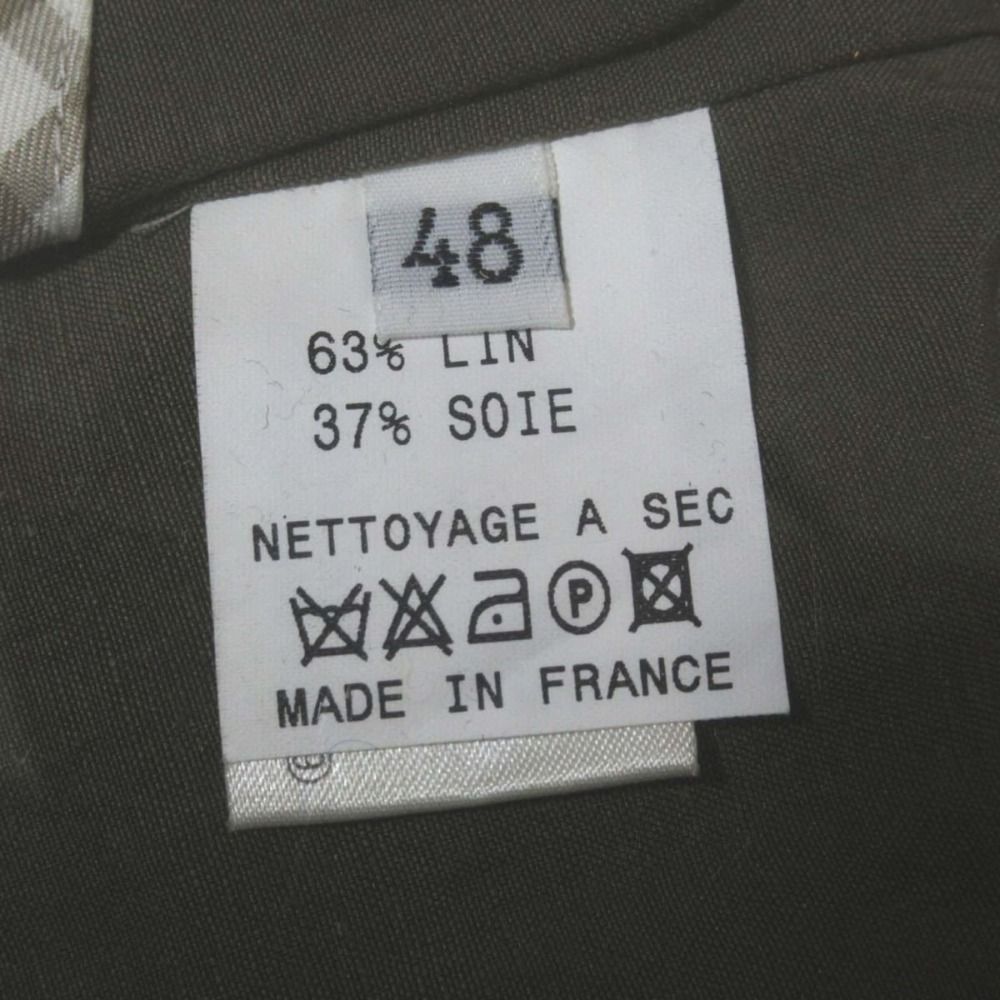 48
63% LIN
37% SOIE
NETTOYAGE A SEC
P
MADE IN FRANCE